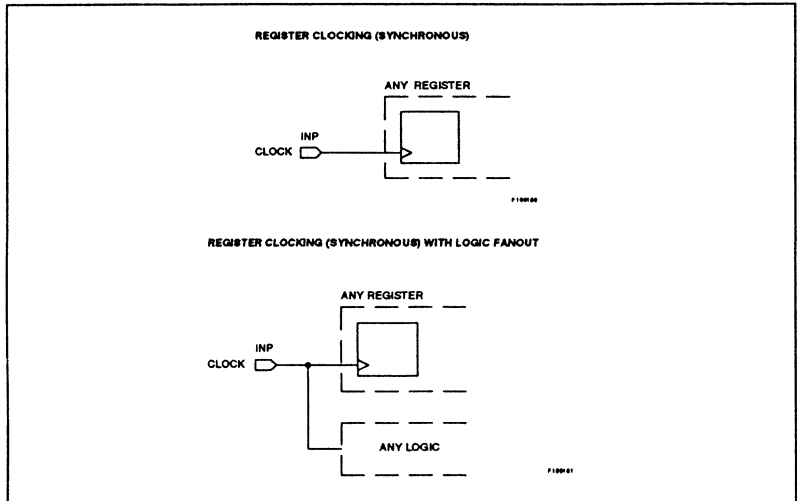 REGISTER CLOCKING (SYNCHRONOUS)
ANY REGISTER
INP
CLOCK
REGISTER CLOCKING (SYNCHRONOUS) WITH LOGIC FANOUT
ANY REGISTER
INP
CLOCK
ANY LOGIC